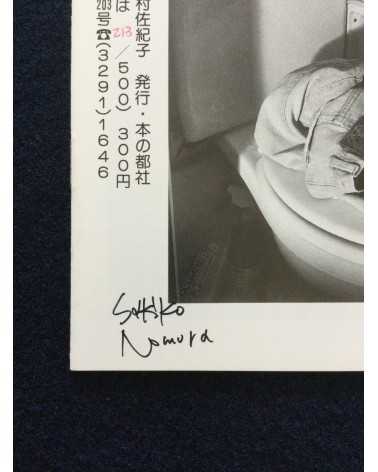 村佐紀子 発行・本の都社
は213/500) 300円
203号☎(3291)1646
Sakiko
Nomura